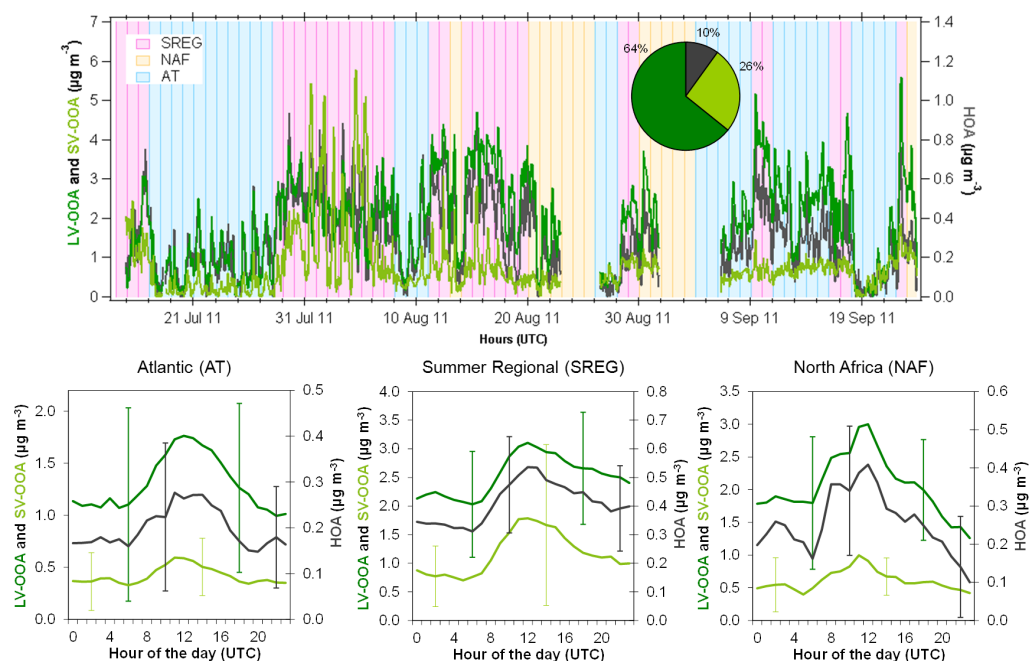 7
6
5
4
3
2
1
0
LV-OOA and SV-OOA (µg m-3)
SREG
NAF
AT
64%
10%
26%
1.4
1.2
1.0
0.8
0.6
0.4
0.2
0.0
HOA (µg m-3)
21 Jul 11 31 Jul 11 10 Aug 11 20 Aug 11 30 Aug 11 9 Sep 11 19 Sep 11
Hours (UTC)
Atlantic (AT)
LV-OOA and SV-OOA (µg m-3)
2.0
1.5
1.0
0.5
0.0
0.5
0.4
0.3
0.2
0.1
0.0
HOA (µg m-3)
0 4 8 12 16 20
Hour of the day (UTC)
Summer Regional (SREG)
LV-OOA and SV-OOA (µg m-3)
4.0
3.5
3.0
2.5
2.0
1.5
1.0
0.5
0.0
0.8
0.7
0.6
0.5
0.4
0.3
0.2
0.1
0.0
HOA (µg m-3)
0 4 8 12 16 20
Hour of the day (UTC)
North Africa (NAF)
LV-OOA and SV-OOA (µg m-3)
3.5
3.0
2.5
2.0
1.5
1.0
0.5
0.0
0.6
0.5
0.4
0.3
0.2
0.1
0.0
HOA (µg m-3)
0 4 8 12 16 20
Hour of the day (UTC)